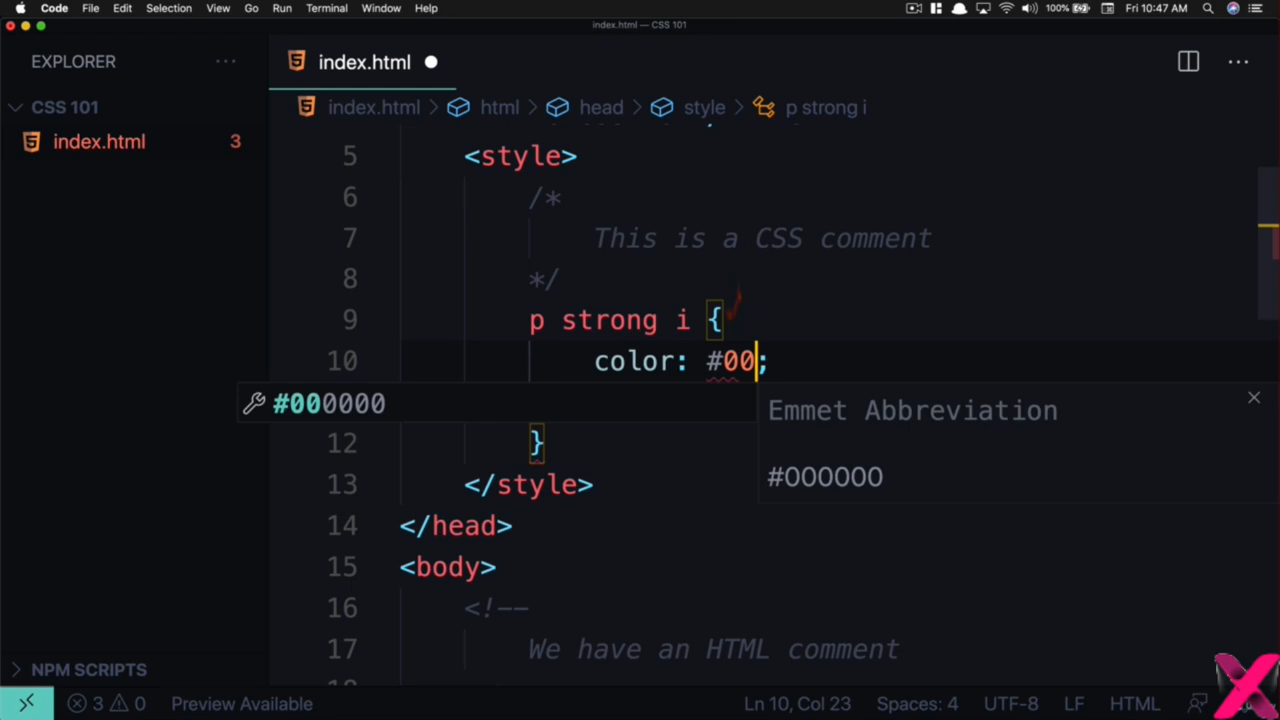 Code File Edit Selection View Go Run Terminal Window Help 100% Fri 10:47 AM
index.html — CSS 101
EXPLORER ···
index.html
CSS 101
index.html > html > head > style > p strong i
index.html 3
5 <style>
6 /*
7 This is a CSS comment
8 */
9 p strong i {
10 color: #00;
#000000
Emmet Abbreviation
#000000
12 }
13 </style>
14 </head>
15 <body>
16 <!--
17 We have an HTML comment
NPM SCRIPTS
3 0 Preview Available Ln 10, Col 23 Spaces: 4 UTF-8 LF HTML